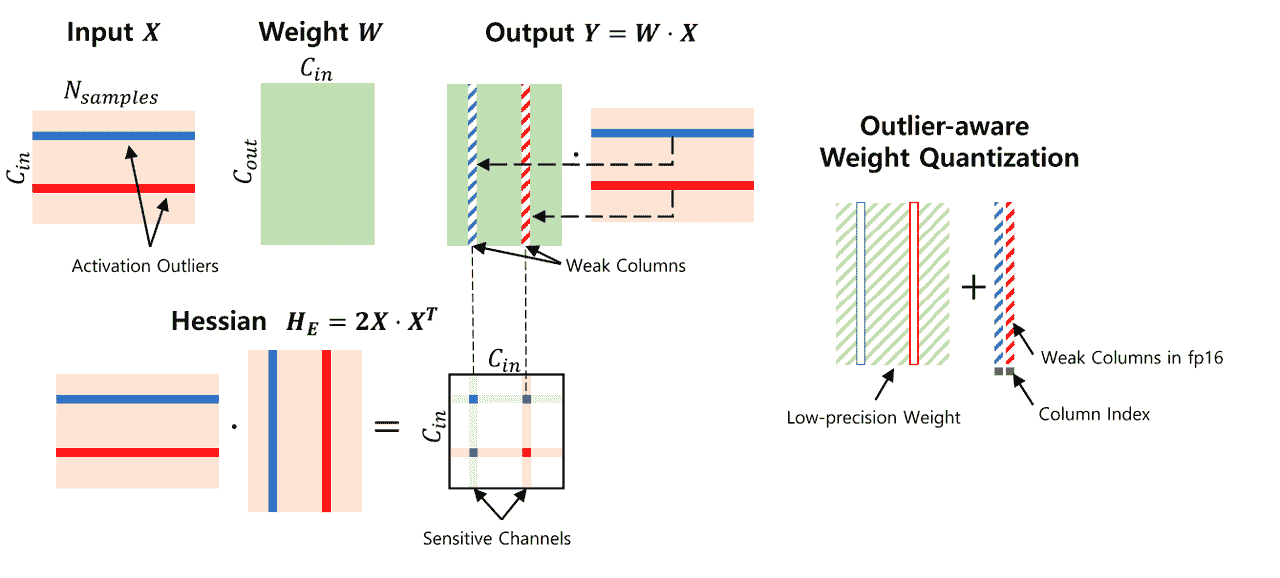 Input X
Weight W
Output Y = W · X
N_samples
C_in
C_in
C_out
·
Activation Outliers
Weak Columns
Outlier-aware
Weight Quantization
+
Weak Columns in fp16
Low-precision Weight
Column Index
Hessian H_E = 2X · X^T
·
=
C_in
C_in
Sensitive Channels